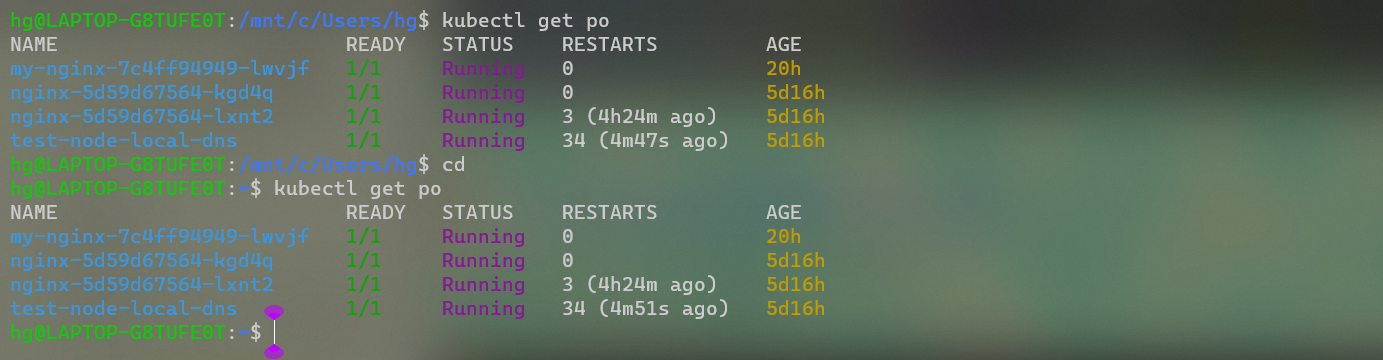 hg@LAPTOP-G8TUFE0T:/mnt/c/Users/hg$ kubectl get po
NAME READY STATUS RESTARTS AGE
my-nginx-7c4ff94949-lwvjf 1/1 Running 0 20h
nginx-5d59d67564-kgd4q 1/1 Running 0 5d16h
nginx-5d59d67564-lxnt2 1/1 Running 3 (4h24m ago) 5d16h
test-node-local-dns 1/1 Running 34 (4m47s ago) 5d16h
hg@LAPTOP-G8TUFE0T:/mnt/c/Users/hg$ cd
hg@LAPTOP-G8TUFE0T:~$ kubectl get po
NAME READY STATUS RESTARTS AGE
my-nginx-7c4ff94949-lwvjf 1/1 Running 0 20h
nginx-5d59d67564-kgd4q 1/1 Running 0 5d16h
nginx-5d59d67564-lxnt2 1/1 Running 3 (4h24m ago) 5d16h
test-node-local-dns 1/1 Running 34 (4m51s ago) 5d16h
hg@LAPTOP-G8TUFE0T:~$